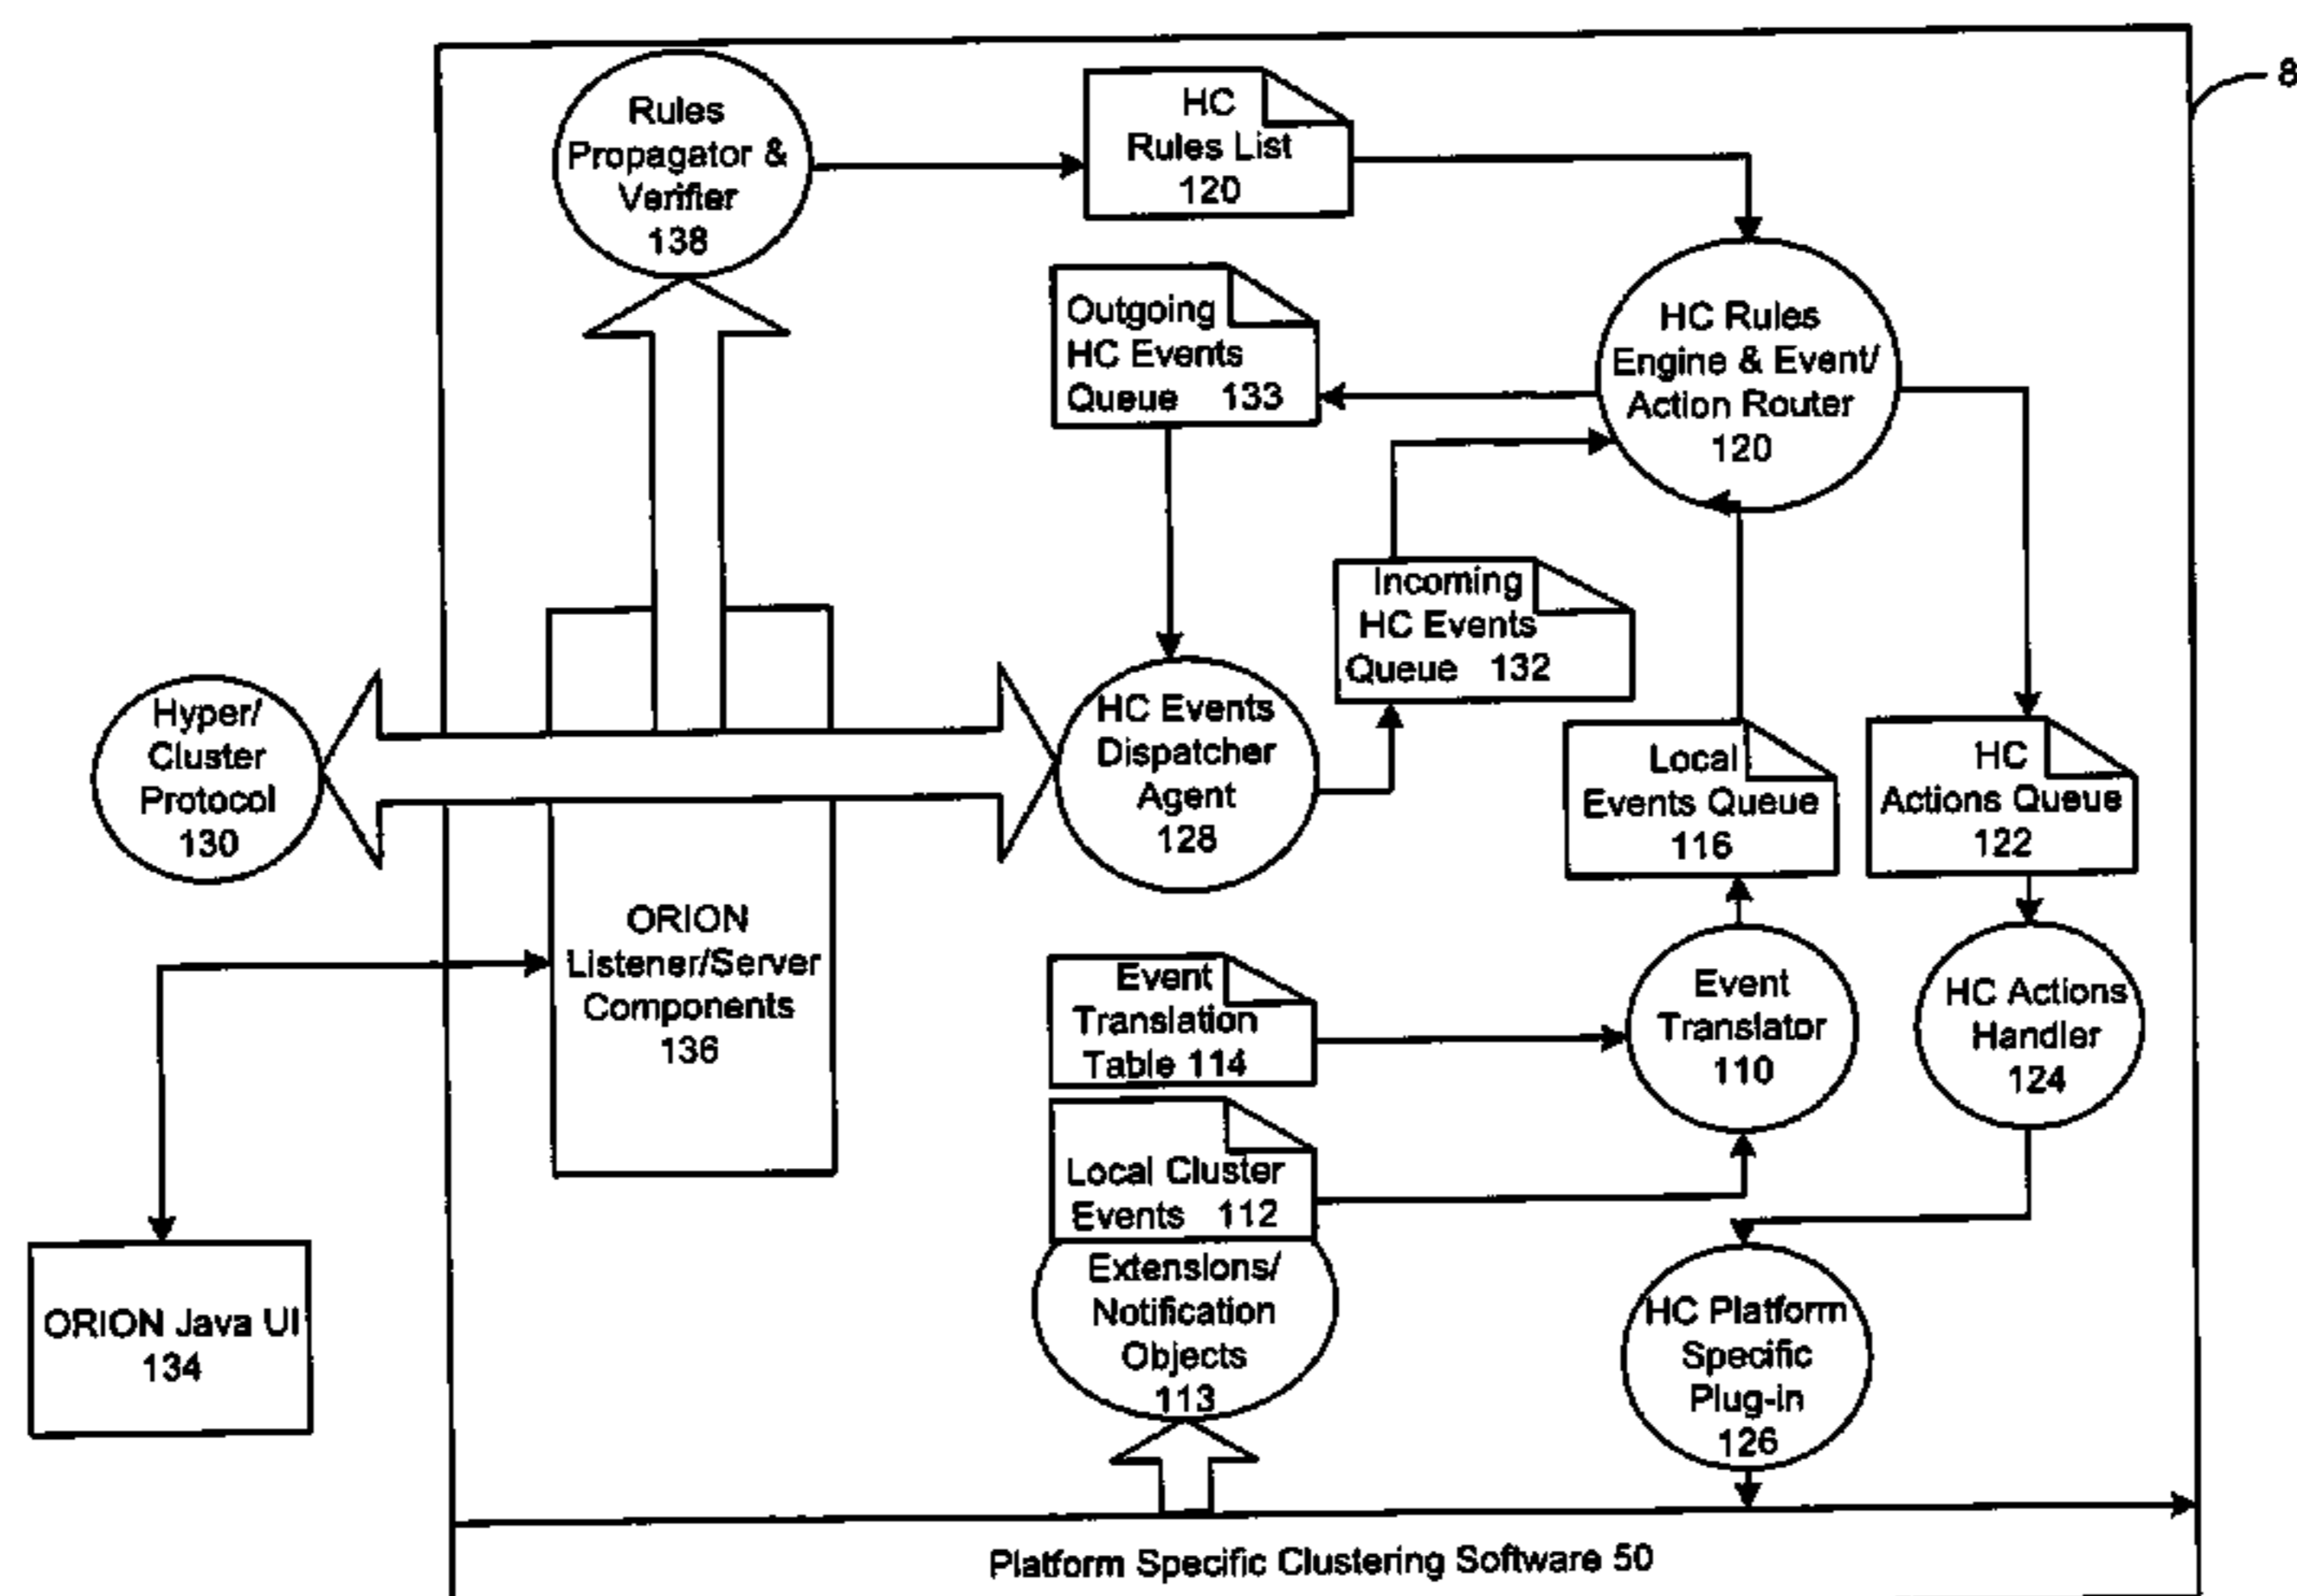 Rules
Propagator &
Verifier
138
HC
Rules List
120
8
Outgoing
HC Events
Queue 133
HC Rules
Engine & Event/
Action Router
120
Incoming
HC Events
Queue 132
Hyper/
Cluster
Protocol
130
HC Events
Dispatcher
Agent
128
Local
Events Queue
116
HC
Actions Queue
122
ORION
Listener/Server
Components
136
Event
Translation
Table 114
Event
Translator
110
HC Actions
Handler
124
Local Cluster
Events 112
Extensions/
Notification
Objects
113
ORION Java UI
134
HC Platform
Specific
Plug-in
126
Platform Specific Clustering Software 50